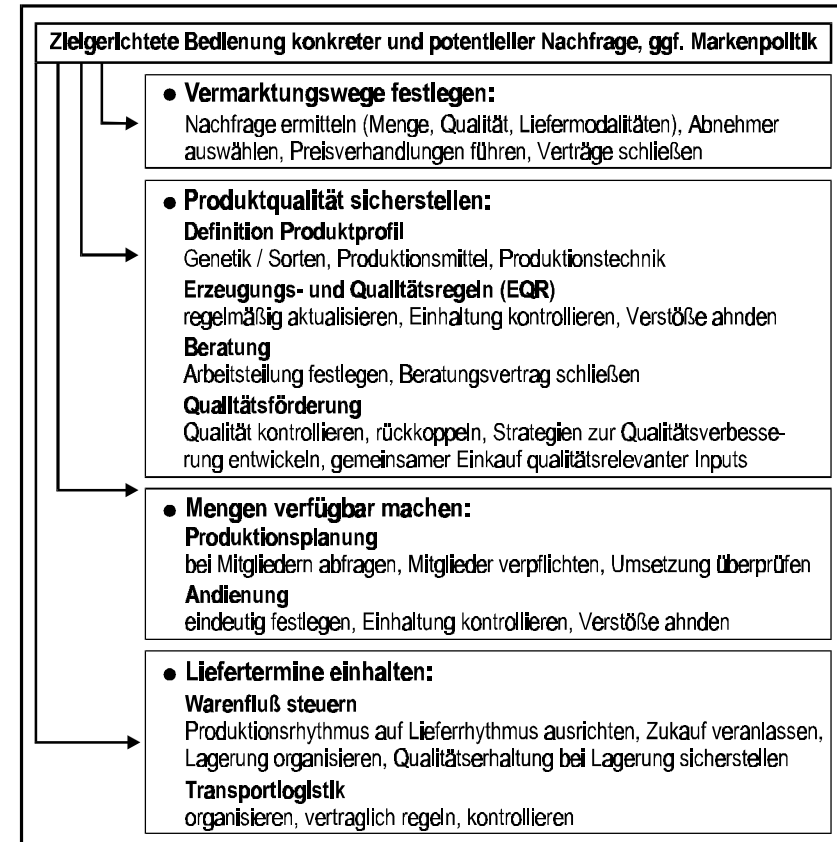 Zielgerichtete Bedienung konkreter und potentieller Nachfrage, ggf. Markenpolitik
● Vermarktungswege festlegen:
Nachfrage ermitteln (Menge, Qualität, Liefermodalitäten), Abnehmer
auswählen, Preisverhandlungen führen, Verträge schließen
● Produktqualität sicherstellen:
Definition Produktprofil
Genetik / Sorten, Produktionsmittel, Produktionstechnik
Erzeugungs- und Qualitätsregeln (EQR)
regelmäßig aktualisieren, Einhaltung kontrollieren, Verstöße ahnden
Beratung
Arbeitsteilung festlegen, Beratungsvertrag schließen
Qualitätsförderung
Qualität kontrollieren, rückkoppeln, Strategien zur Qualitätsverbesse-
rung entwickeln, gemeinsamer Einkauf qualitätsrelevanter Inputs
● Mengen verfügbar machen:
Produktionsplanung
bei Mitgliedern abfragen, Mitglieder verpflichten, Umsetzung überprüfen
Andienung
eindeutig festlegen, Einhaltung kontrollieren, Verstöße ahnden
● Liefertermine einhalten:
Warenfluß steuern
Produktionsrhythmus auf Lieferrhythmus ausrichten, Zukauf veranlassen,
Lagerung organisieren, Qualitätserhaltung bei Lagerung sicherstellen
Transportlogistik
organisieren, vertraglich regeln, kontrollieren